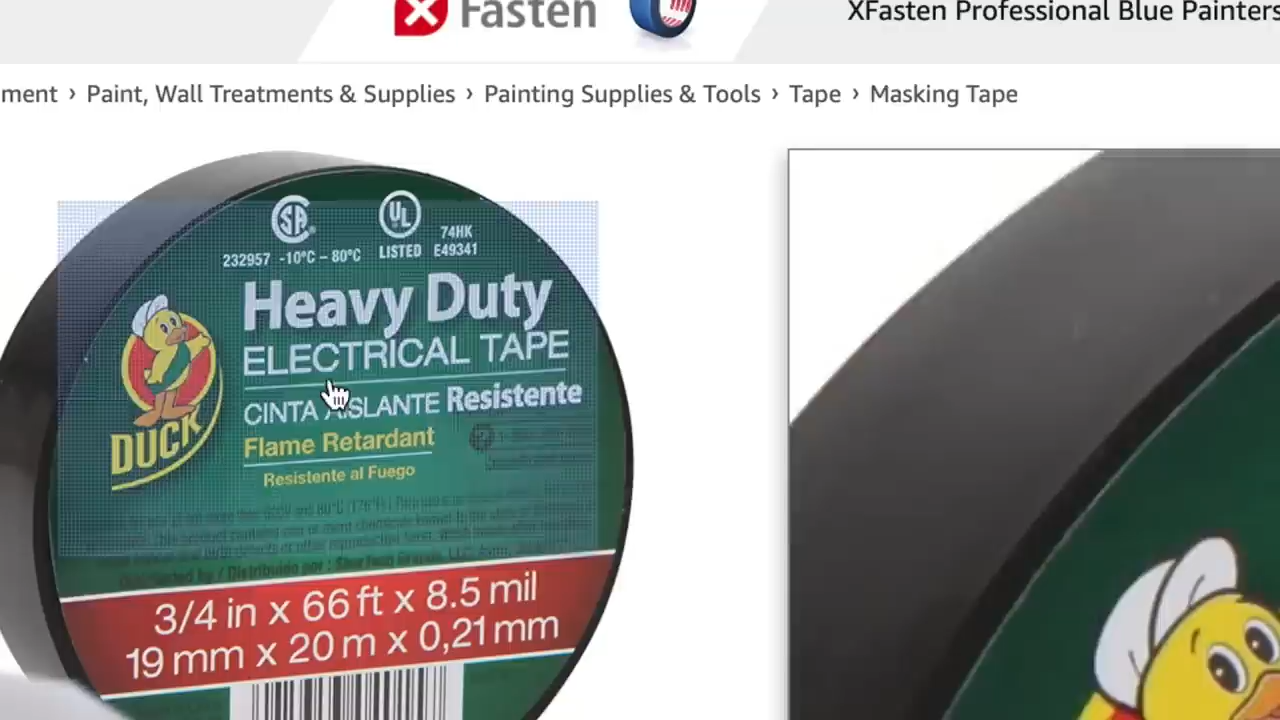 Fasten
XFasten Professional Blue Painters
ment › Paint, Wall Treatments & Supplies › Painting Supplies & Tools › Tape › Masking Tape
SA
UL
74HK
232957 -10°C – 80°C LISTED E49341
Heavy Duty
ELECTRICAL TAPE
CINTA AISLANTE Resistente
Flame Retardant
Resistente al Fuego
DUCK
3/4 in x 66 ft x 8.5 mil
19 mm x 20 m x 0,21 mm